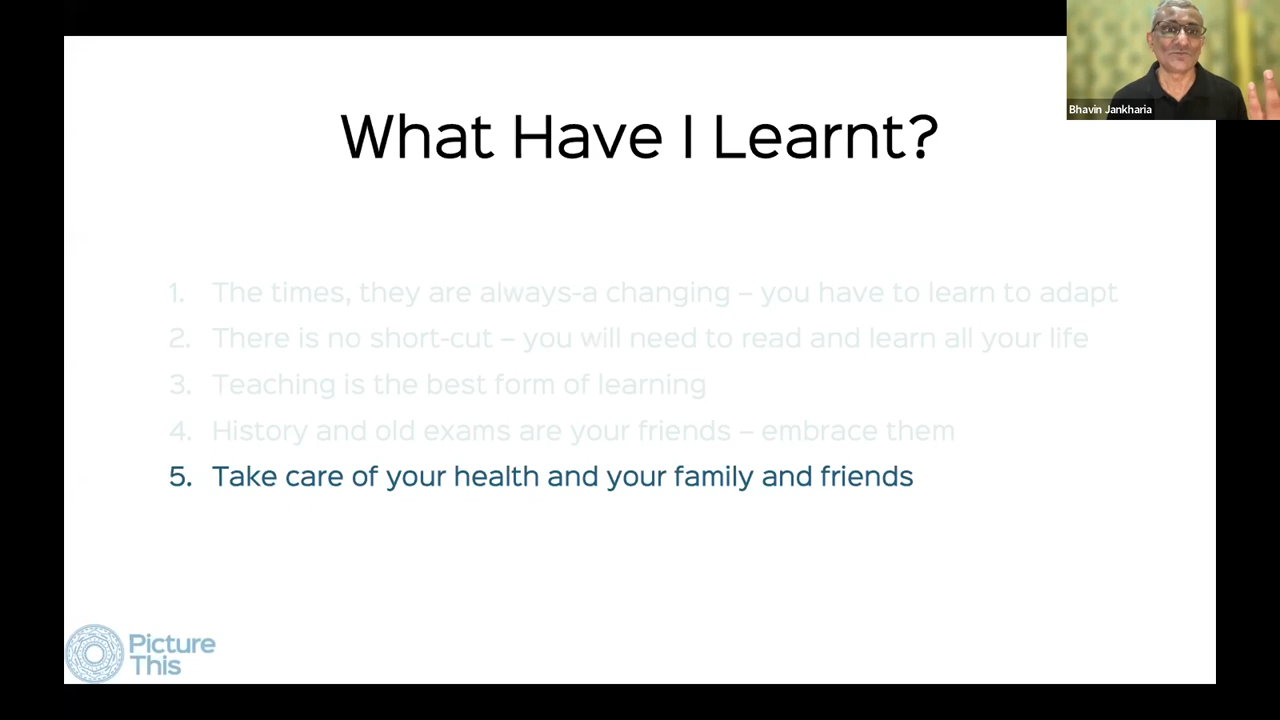 What Have I Learnt?
Bhavin Jankharia
1. The times, they are always-a changing – you have to learn to adapt
2. There is no short-cut – you will need to read and learn all your life
3. Teaching is the best form of learning
4. History and old exams are your friends – embrace them
5. Take care of your health and your family and friends
Picture
This